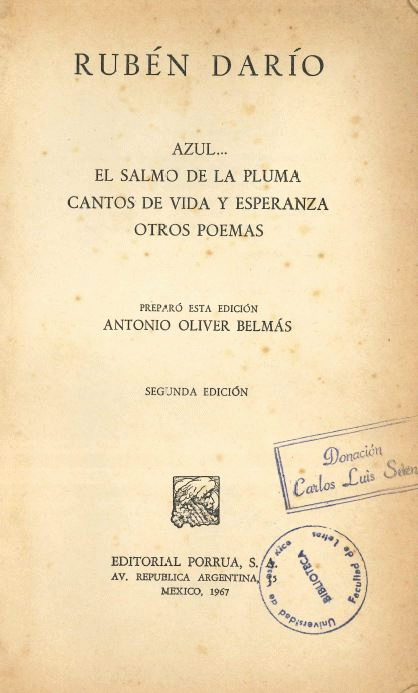 RUBÉN DARÍO
AZUL...
EL SALMO DE LA PLUMA
CANTOS DE VIDA Y ESPERANZA
OTROS POEMAS
PREPARÓ ESTA EDICIÓN
ANTONIO OLIVER BELMÁS
SEGUNDA EDICIÓN
Donación
Carlos Luis
EDITORIAL PORRUA, S. A.
AV. REPUBLICA ARGENTINA,
MEXICO, 1967
Universidad de Costa Rica
Facultad de Letras
BIBLIOTECA